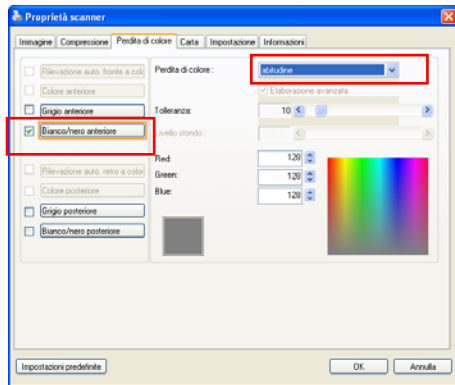 Proprietà scanner
Immagine Compressione Perdita di colore Carta Impostazione Informazioni
Rilevazione auto. fronte a colo
Colore anteriore
Grigio anteriore
Bianco/nero anteriore
Rilevazione auto. retro a color
Colore posteriore
Grigio posteriore
Bianco/nero posteriore
Perdita di colore : abitudine
Elaborazione avanzata
Tolleranza: 10
Livello sfondo :
Red: 128
Green: 128
Blue: 128
Impostazioni predefinite OK Annulla